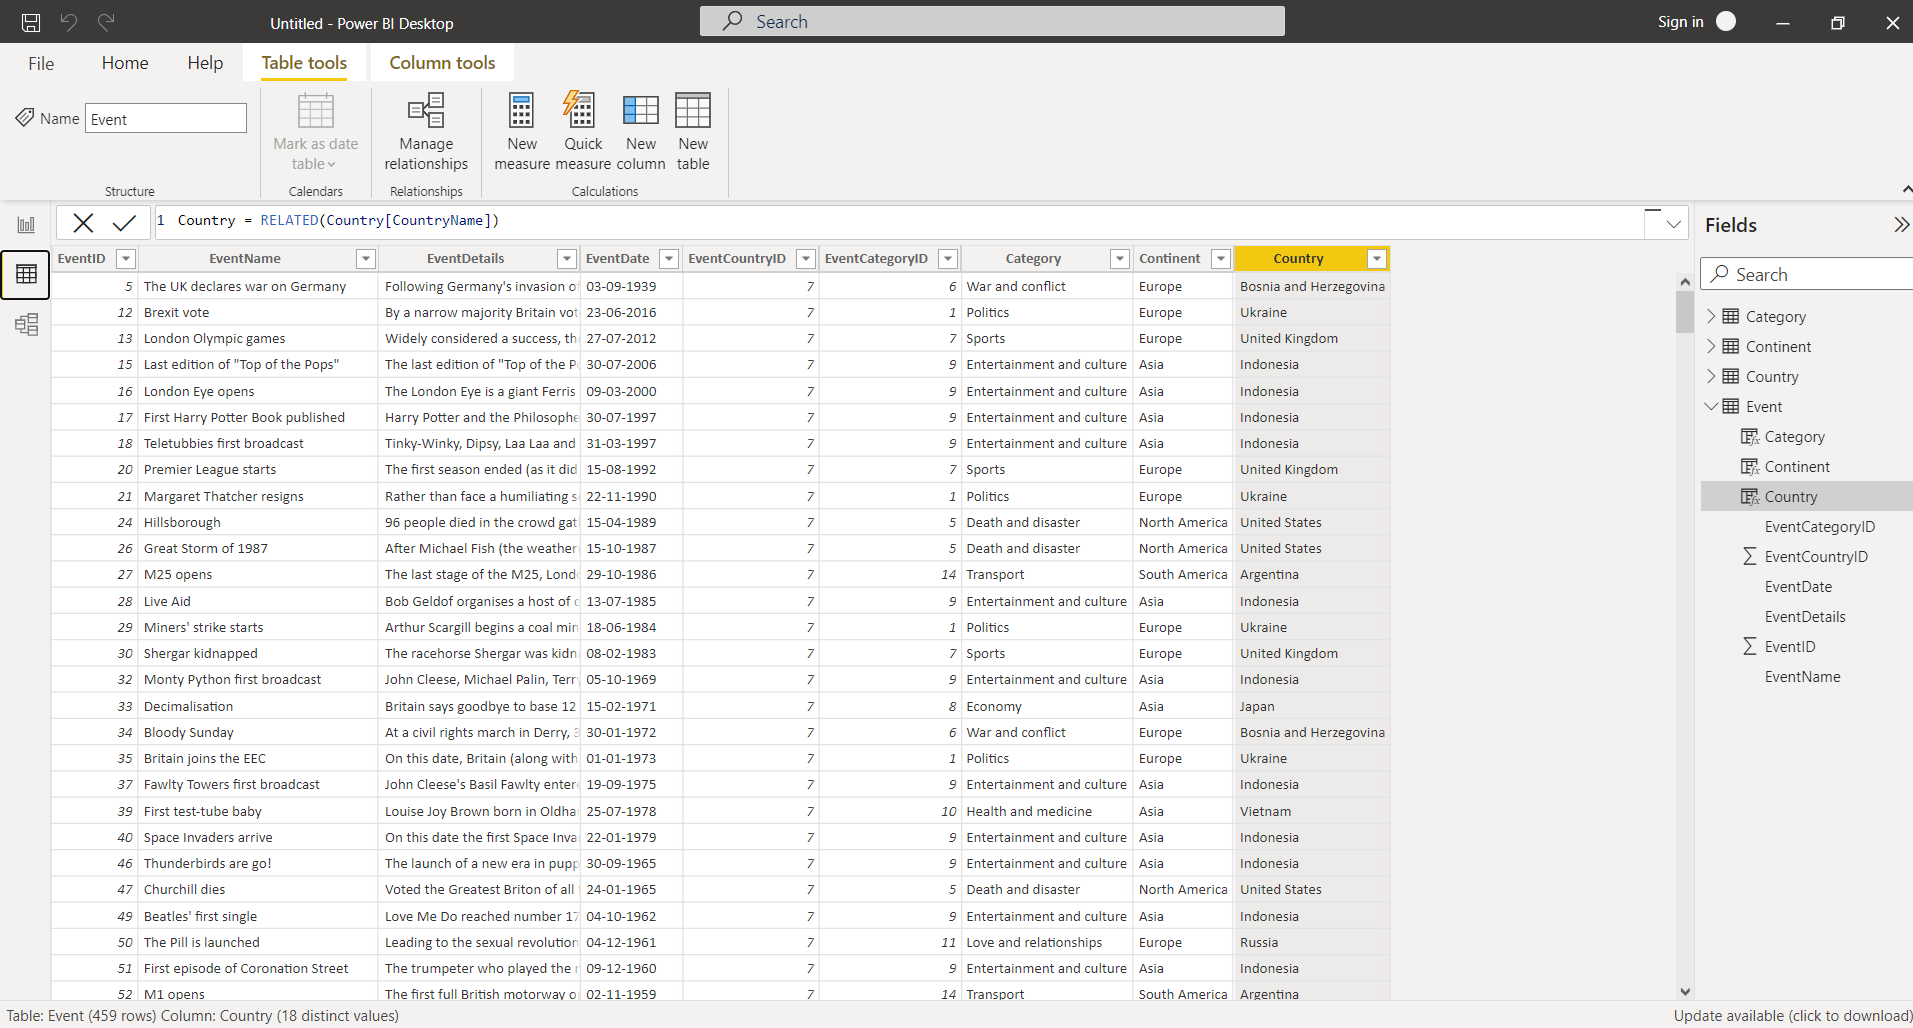 Untitled - Power BI Desktop
Search
Sign in
File Home Help Table tools Column tools
Name Event
Mark as date table
Manage relationships
New measure
Quick measure
New column
New table
Structure Calendars Relationships Calculations
1 Country = RELATED(Country[CountryName])
EventID EventName EventDetails EventDate EventCountryID EventCategoryID Category Continent Country
5 The UK declares war on Germany Following Germany's invasion of 03-09-1939 7 6 War and conflict Europe Bosnia and Herzegovina
12 Brexit vote By a narrow majority Britain vot 23-06-2016 7 1 Politics Europe Ukraine
13 London Olympic games Widely considered a success, th 27-07-2012 7 7 Sports Europe United Kingdom
15 Last edition of "Top of the Pops" The last edition of "Top of the P 30-07-2006 7 9 Entertainment and culture Asia Indonesia
16 London Eye opens The London Eye is a giant Ferris 09-03-2000 7 9 Entertainment and culture Asia Indonesia
17 First Harry Potter Book published Harry Potter and the Philosophe 30-07-1997 7 9 Entertainment and culture Asia Indonesia
18 Teletubbies first broadcast Tinky-Winky, Dipsy, Laa Laa and 31-03-1997 7 9 Entertainment and culture Asia Indonesia
20 Premier League starts The first season ended (as it did 15-08-1992 7 7 Sports Europe United Kingdom
21 Margaret Thatcher resigns Rather than face a humiliating s 22-11-1990 7 1 Politics Europe Ukraine
24 Hillsborough 96 people died in the crowd gat 15-04-1989 7 5 Death and disaster North America United States
26 Great Storm of 1987 After Michael Fish (the weather 15-10-1987 7 5 Death and disaster North America United States
27 M25 opens The last stage of the M25, Lond 29-10-1986 7 14 Transport South America Argentina
28 Live Aid Bob Geldof organises a host of 13-07-1985 7 9 Entertainment and culture Asia Indonesia
29 Miners' strike starts Arthur Scargill begins a coal min 18-06-1984 7 1 Politics Europe Ukraine
30 Shergar kidnapped The racehorse Shergar was kidn 08-02-1983 7 7 Sports Europe United Kingdom
32 Monty Python first broadcast John Cleese, Michael Palin, Terr 05-10-1969 7 9 Entertainment and culture Asia Indonesia
33 Decimalisation Britain says goodbye to base 12 15-02-1971 7 8 Economy Asia Japan
34 Bloody Sunday At a civil rights march in Derry, 30-01-1972 7 6 War and conflict Europe Bosnia and Herzegovina
35 Britain joins the EEC On this date, Britain (along with 01-01-1973 7 1 Politics Europe Ukraine
37 Fawlty Towers first broadcast John Cleese's Basil Fawlty enter 19-09-1975 7 9 Entertainment and culture Asia Indonesia
39 First test-tube baby Louise Joy Brown born in Oldha 25-07-1978 7 10 Health and medicine Asia Vietnam
40 Space Invaders arrive On this date the first Space Inva 22-01-1979 7 9 Entertainment and culture Asia Indonesia
46 Thunderbirds are go! The launch of a new era in pupp 30-09-1965 7 9 Entertainment and culture Asia Indonesia
47 Churchill dies Voted the Greatest Briton of all 24-01-1965 7 5 Death and disaster North America United States
49 Beatles' first single Love Me Do reached number 17 04-10-1962 7 9 Entertainment and culture Asia Indonesia
50 The Pill is launched Leading to the sexual revolution 04-12-1961 7 11 Love and relationships Europe Russia
51 First episode of Coronation Street The trumpeter who played the 09-12-1960 7 9 Entertainment and culture Asia Indonesia
52 M1 opens The first full British motorway o 02-11-1959 7 14 Transport South America Argentina
Fields
Search
Category
Continent
Country
Event
Category
Continent
Country
EventCategoryID
EventCountryID
EventDate
EventDetails
EventID
EventName
Table: Event (459 rows) Column: Country (18 distinct values)
Update available (click to download)